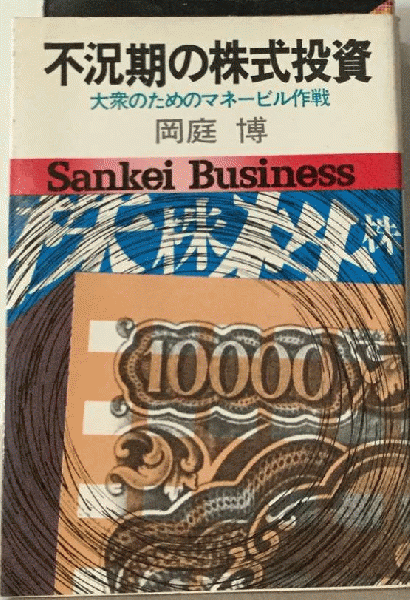 不況期の株式投資
大衆のためのマネービル作戦
岡庭 博
Sankei Business
株
10000